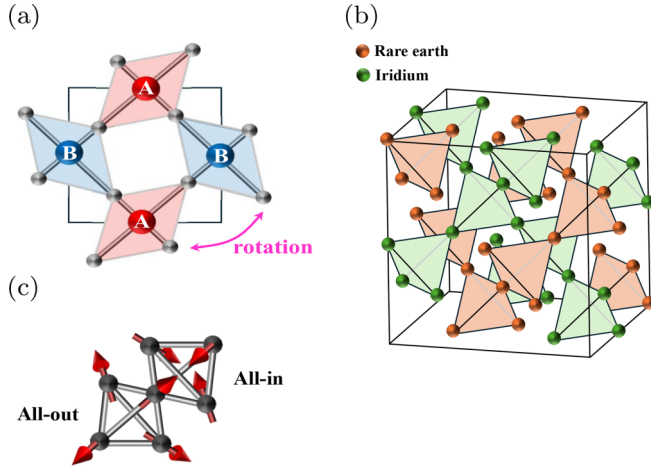 (a)
A
B
B
A
rotation
(b)
Rare earth
Iridium
(c)
All-in
All-out